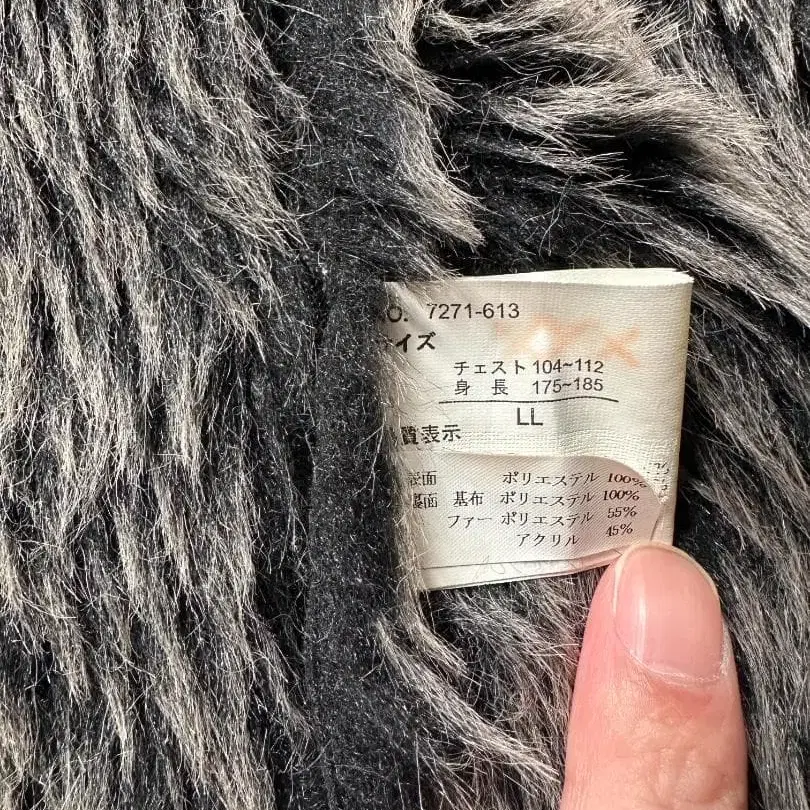 NO. 7271-613
サイズ
チェスト 104~112
身 長 175~185
LL
質表示
表面 ポリエステル 100%
裏面 基布 ポリエステル 100%
ファー ポリエステル 55%
アクリル 45%